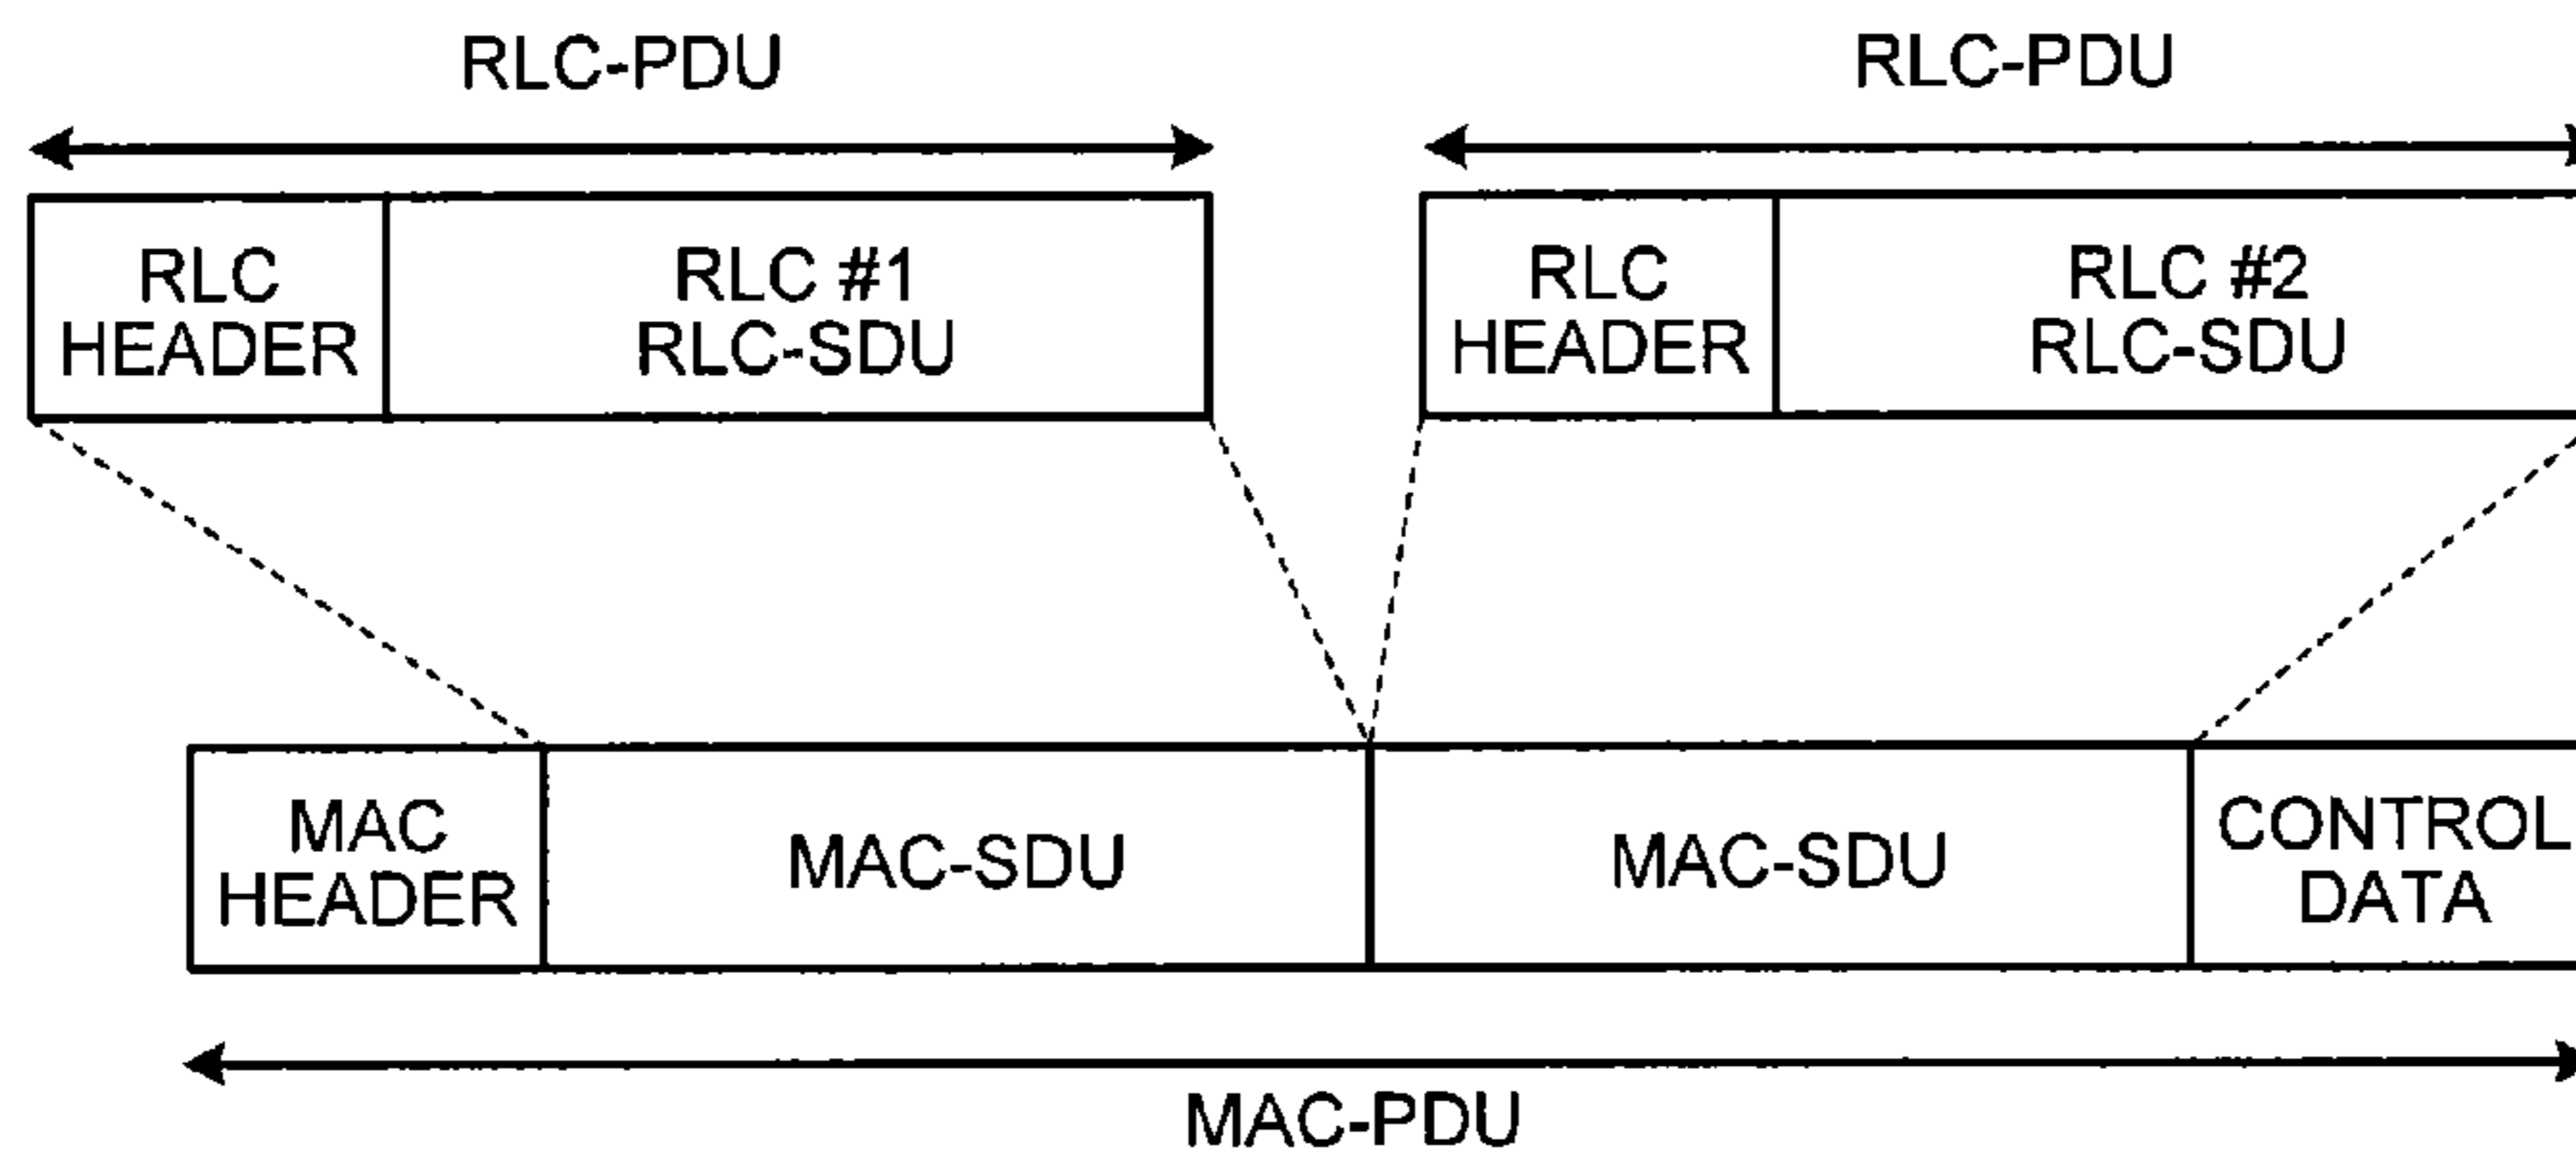 RLC-PDU
RLC-PDU
RLC
HEADER
RLC #1
RLC-SDU
RLC
HEADER
RLC #2
RLC-SDU
MAC
HEADER
MAC-SDU
MAC-SDU
CONTROL
DATA
MAC-PDU